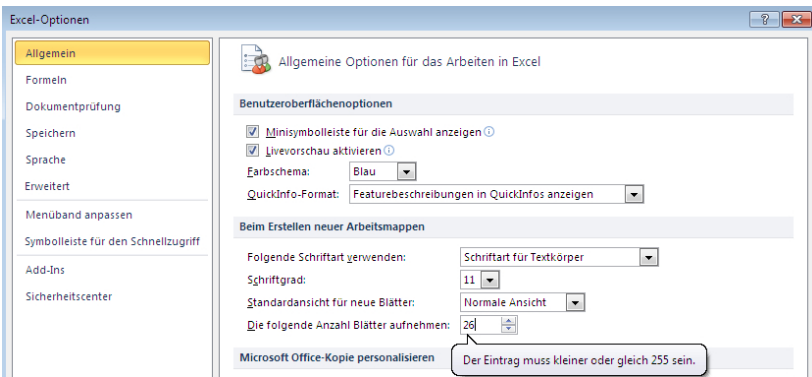 Excel-Optionen
Allgemein
Formeln
Dokumentprüfung
Speichern
Sprache
Erweitert
Menüband anpassen
Symbolleiste für den Schnellzugriff
Add-Ins
Sicherheitscenter
Allgemeine Optionen für das Arbeiten in Excel
Benutzeroberflächenoptionen
Minisymbolleiste für die Auswahl anzeigen
Livevorschau aktivieren
Farbschema: Blau
QuickInfo-Format: Featurebeschreibungen in QuickInfos anzeigen
Beim Erstellen neuer Arbeitsmappen
Folgende Schriftart verwenden: Schriftart für Textkörper
Schriftgrad: 11
Standardansicht für neue Blätter: Normale Ansicht
Die folgende Anzahl Blätter aufnehmen: 26
Der Eintrag muss kleiner oder gleich 255 sein.
Microsoft Office-Kopie personalisieren